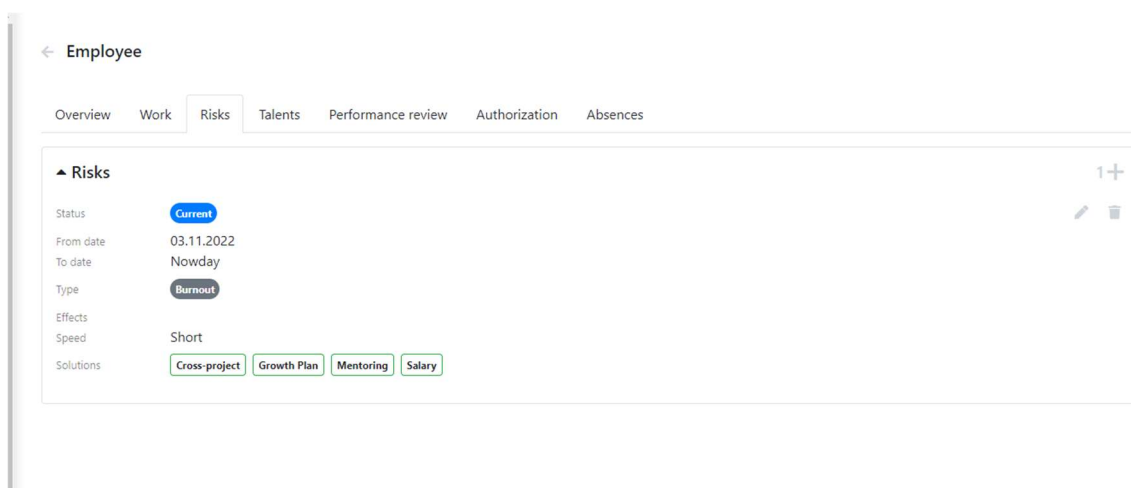 Employee
Overview Work Risks Talents Performance review Authorization Absences
Risks 1
Status Current
From date 03.11.2022
To date Nowday
Type Burnout
Effects
Speed Short
Solutions Cross-project Growth Plan Mentoring Salary